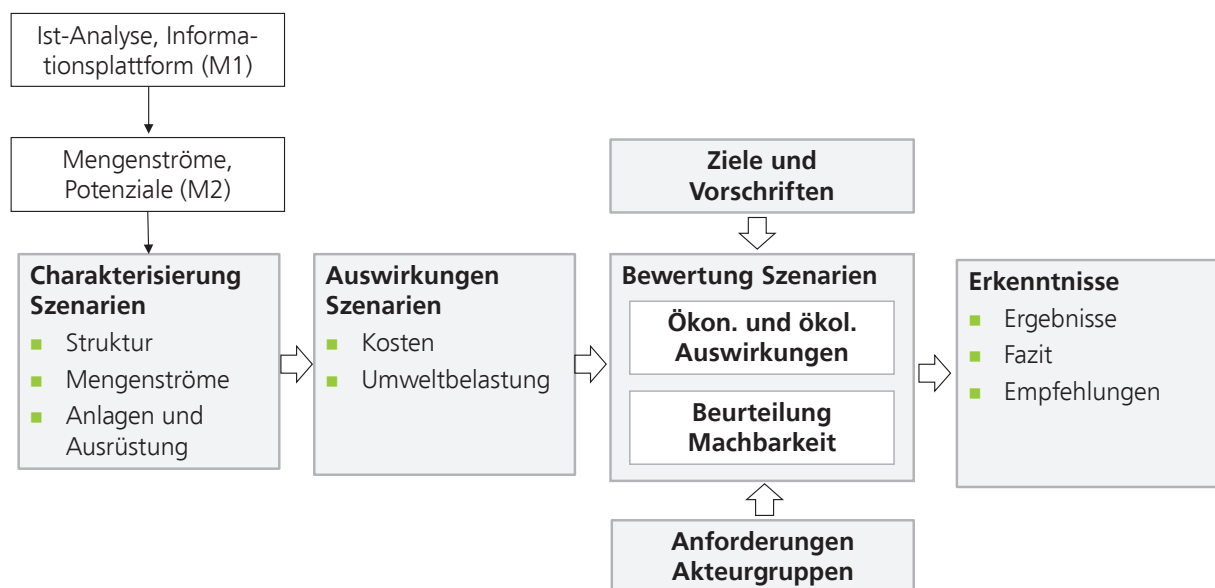 Ist-Analyse, Informa-
tionsplattform (M1)
Mengenströme,
Potenziale (M2)
Ziele und
Vorschriften
Charakterisierung
Szenarien
Struktur
Mengenströme
Anlagen und
Ausrüstung
Auswirkungen
Szenarien
Kosten
Umweltbelastung
Bewertung Szenarien
Ökon. und ökol.
Auswirkungen
Beurteilung
Machbarkeit
Erkenntnisse
Ergebnisse
Fazit
Empfehlungen
Anforderungen
Akteurgruppen